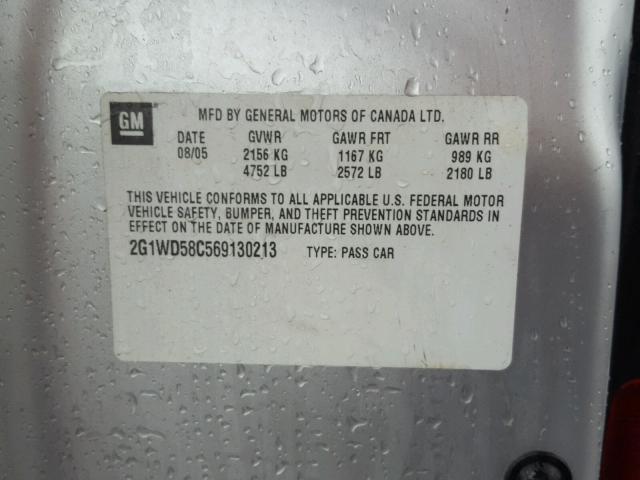 GM
MFD BY GENERAL MOTORS OF CANADA LTD.
DATE GVWR GAWR FRT GAWR RR
08/05 2156 KG 1167 KG 989 KG
4752 LB 2572 LB 2180 LB
THIS VEHICLE CONFORMS TO ALL APPLICABLE U.S. FEDERAL MOTOR
VEHICLE SAFETY, BUMPER, AND THEFT PREVENTION STANDARDS IN
EFFECT ON THE DATE OF MANUFACTURE SHOWN ABOVE.
2G1WD58C569130213 TYPE: PASS CAR